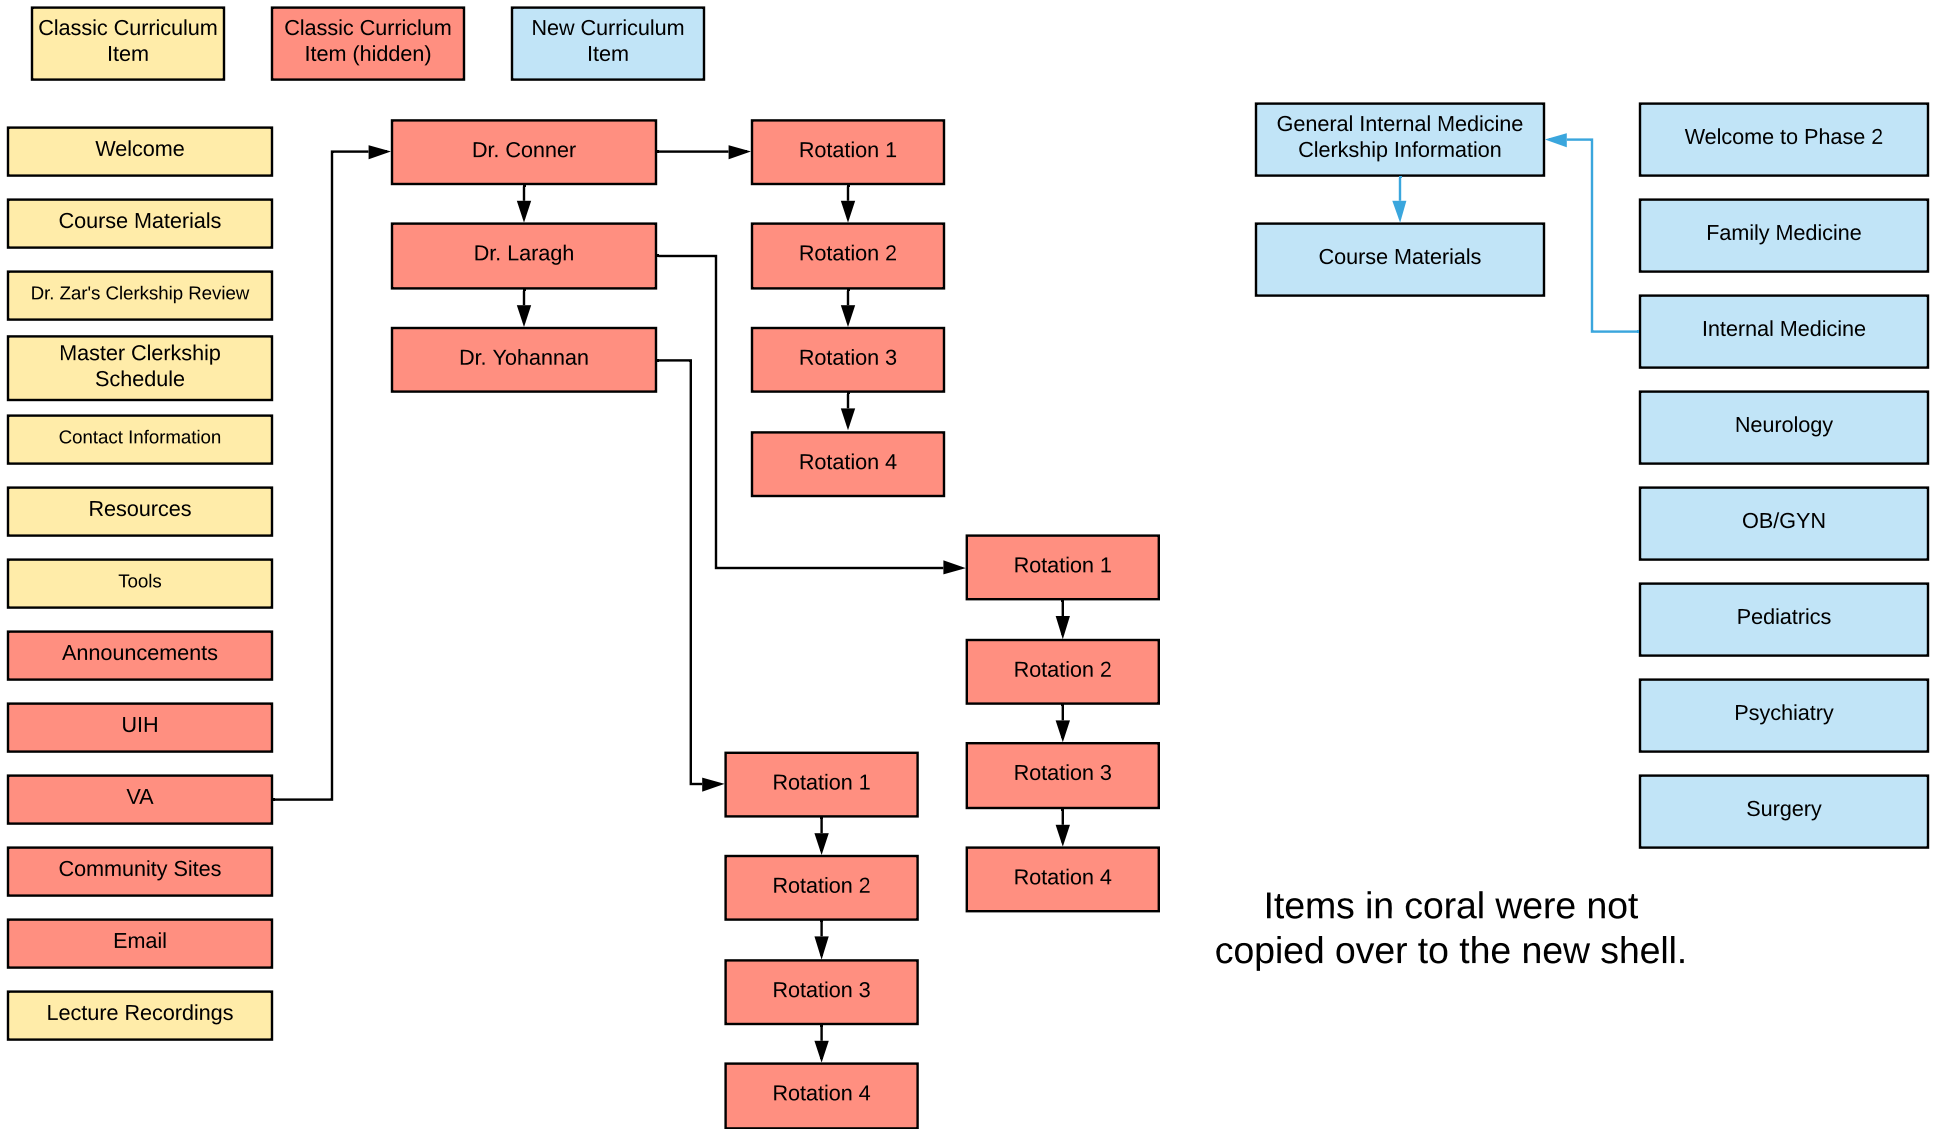 Classic Curriculum
Item
Classic Curriclum
Item (hidden)
New Curriculum
Item
Welcome
Course Materials
Dr. Zar's Clerkship Review
Master Clerkship
Schedule
Contact Information
Resources
Tools
Announcements
UIH
VA
Community Sites
Email
Lecture Recordings
Dr. Conner
Dr. Laragh
Dr. Yohannan
Rotation 1
Rotation 2
Rotation 3
Rotation 4
Rotation 1
Rotation 2
Rotation 3
Rotation 4
Rotation 1
Rotation 2
Rotation 3
Rotation 4
General Internal Medicine
Clerkship Information
Course Materials
Welcome to Phase 2
Family Medicine
Internal Medicine
Neurology
OB/GYN
Pediatrics
Psychiatry
Surgery
Items in coral were not
copied over to the new shell.